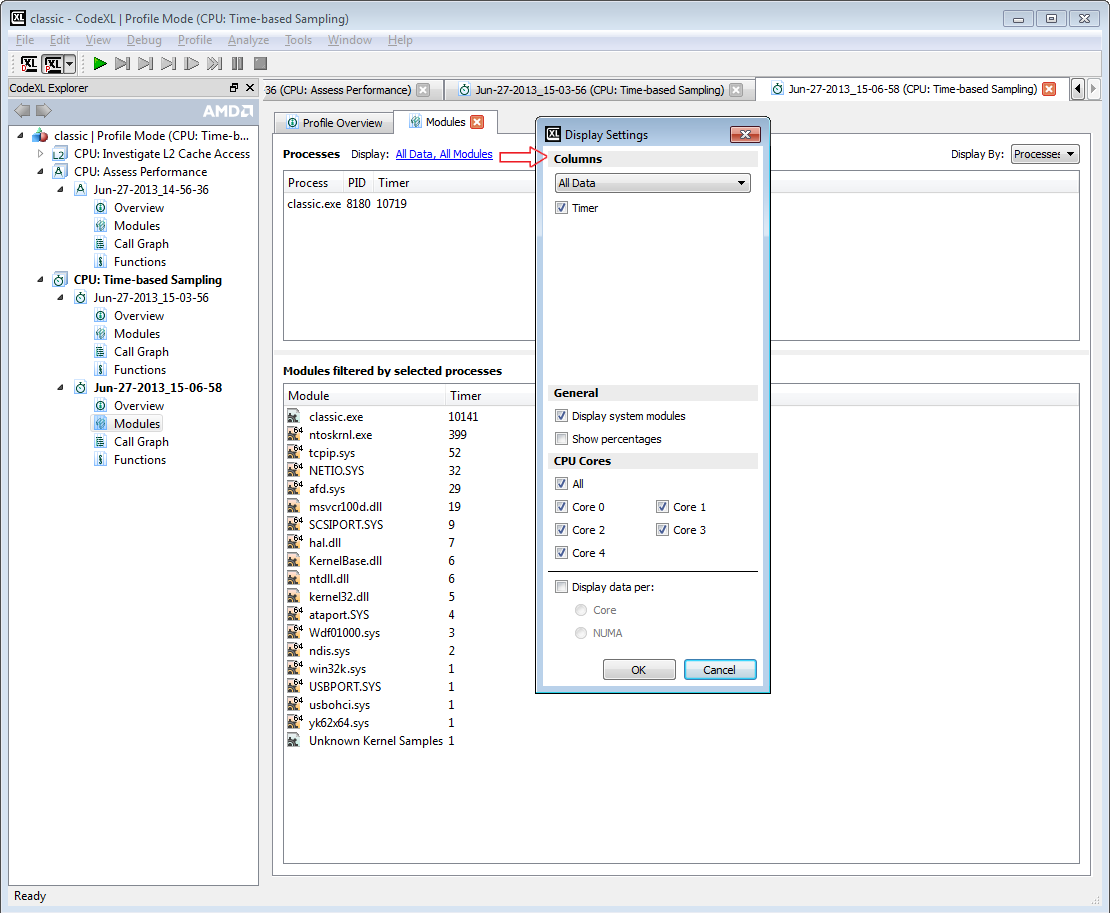 classic - CodeXL | Profile Mode (CPU: Time-based Sampling)
File Edit View Debug Profile Analyze Tools Window Help
CodeXL Explorer
36 (CPU: Assess Performance)
Jun-27-2013_15-03-56 (CPU: Time-based Sampling)
Jun-27-2013_15-06-58 (CPU: Time-based Sampling)
AMD
classic | Profile Mode (CPU: Time-b...
CPU: Investigate L2 Cache Access
CPU: Assess Performance
Jun-27-2013_14-56-36
Overview
Modules
Call Graph
Functions
CPU: Time-based Sampling
Jun-27-2013_15-03-56
Overview
Modules
Call Graph
Functions
Jun-27-2013_15-06-58
Overview
Modules
Call Graph
Functions
Profile Overview
Modules
Processes Display: All Data, All Modules
Display By: Processes
Process PID Timer
classic.exe 8180 10719
Modules filtered by selected processes
Module Timer
classic.exe 10141
ntoskrnl.exe 399
tcpip.sys 52
NETIO.SYS 32
afd.sys 29
msvcr100d.dll 19
SCSIPORT.SYS 9
hal.dll 7
KernelBase.dll 6
ntdll.dll 6
kernel32.dll 5
ataport.SYS 4
Wdf01000.sys 3
ndis.sys 2
win32k.sys 1
USBPORT.SYS 1
usbohci.sys 1
yk62x64.sys 1
Unknown Kernel Samples 1
Display Settings
Columns
All Data
Timer
General
Display system modules
Show percentages
CPU Cores
All
Core 0 Core 1
Core 2 Core 3
Core 4
Display data per:
Core
NUMA
OK Cancel
Ready